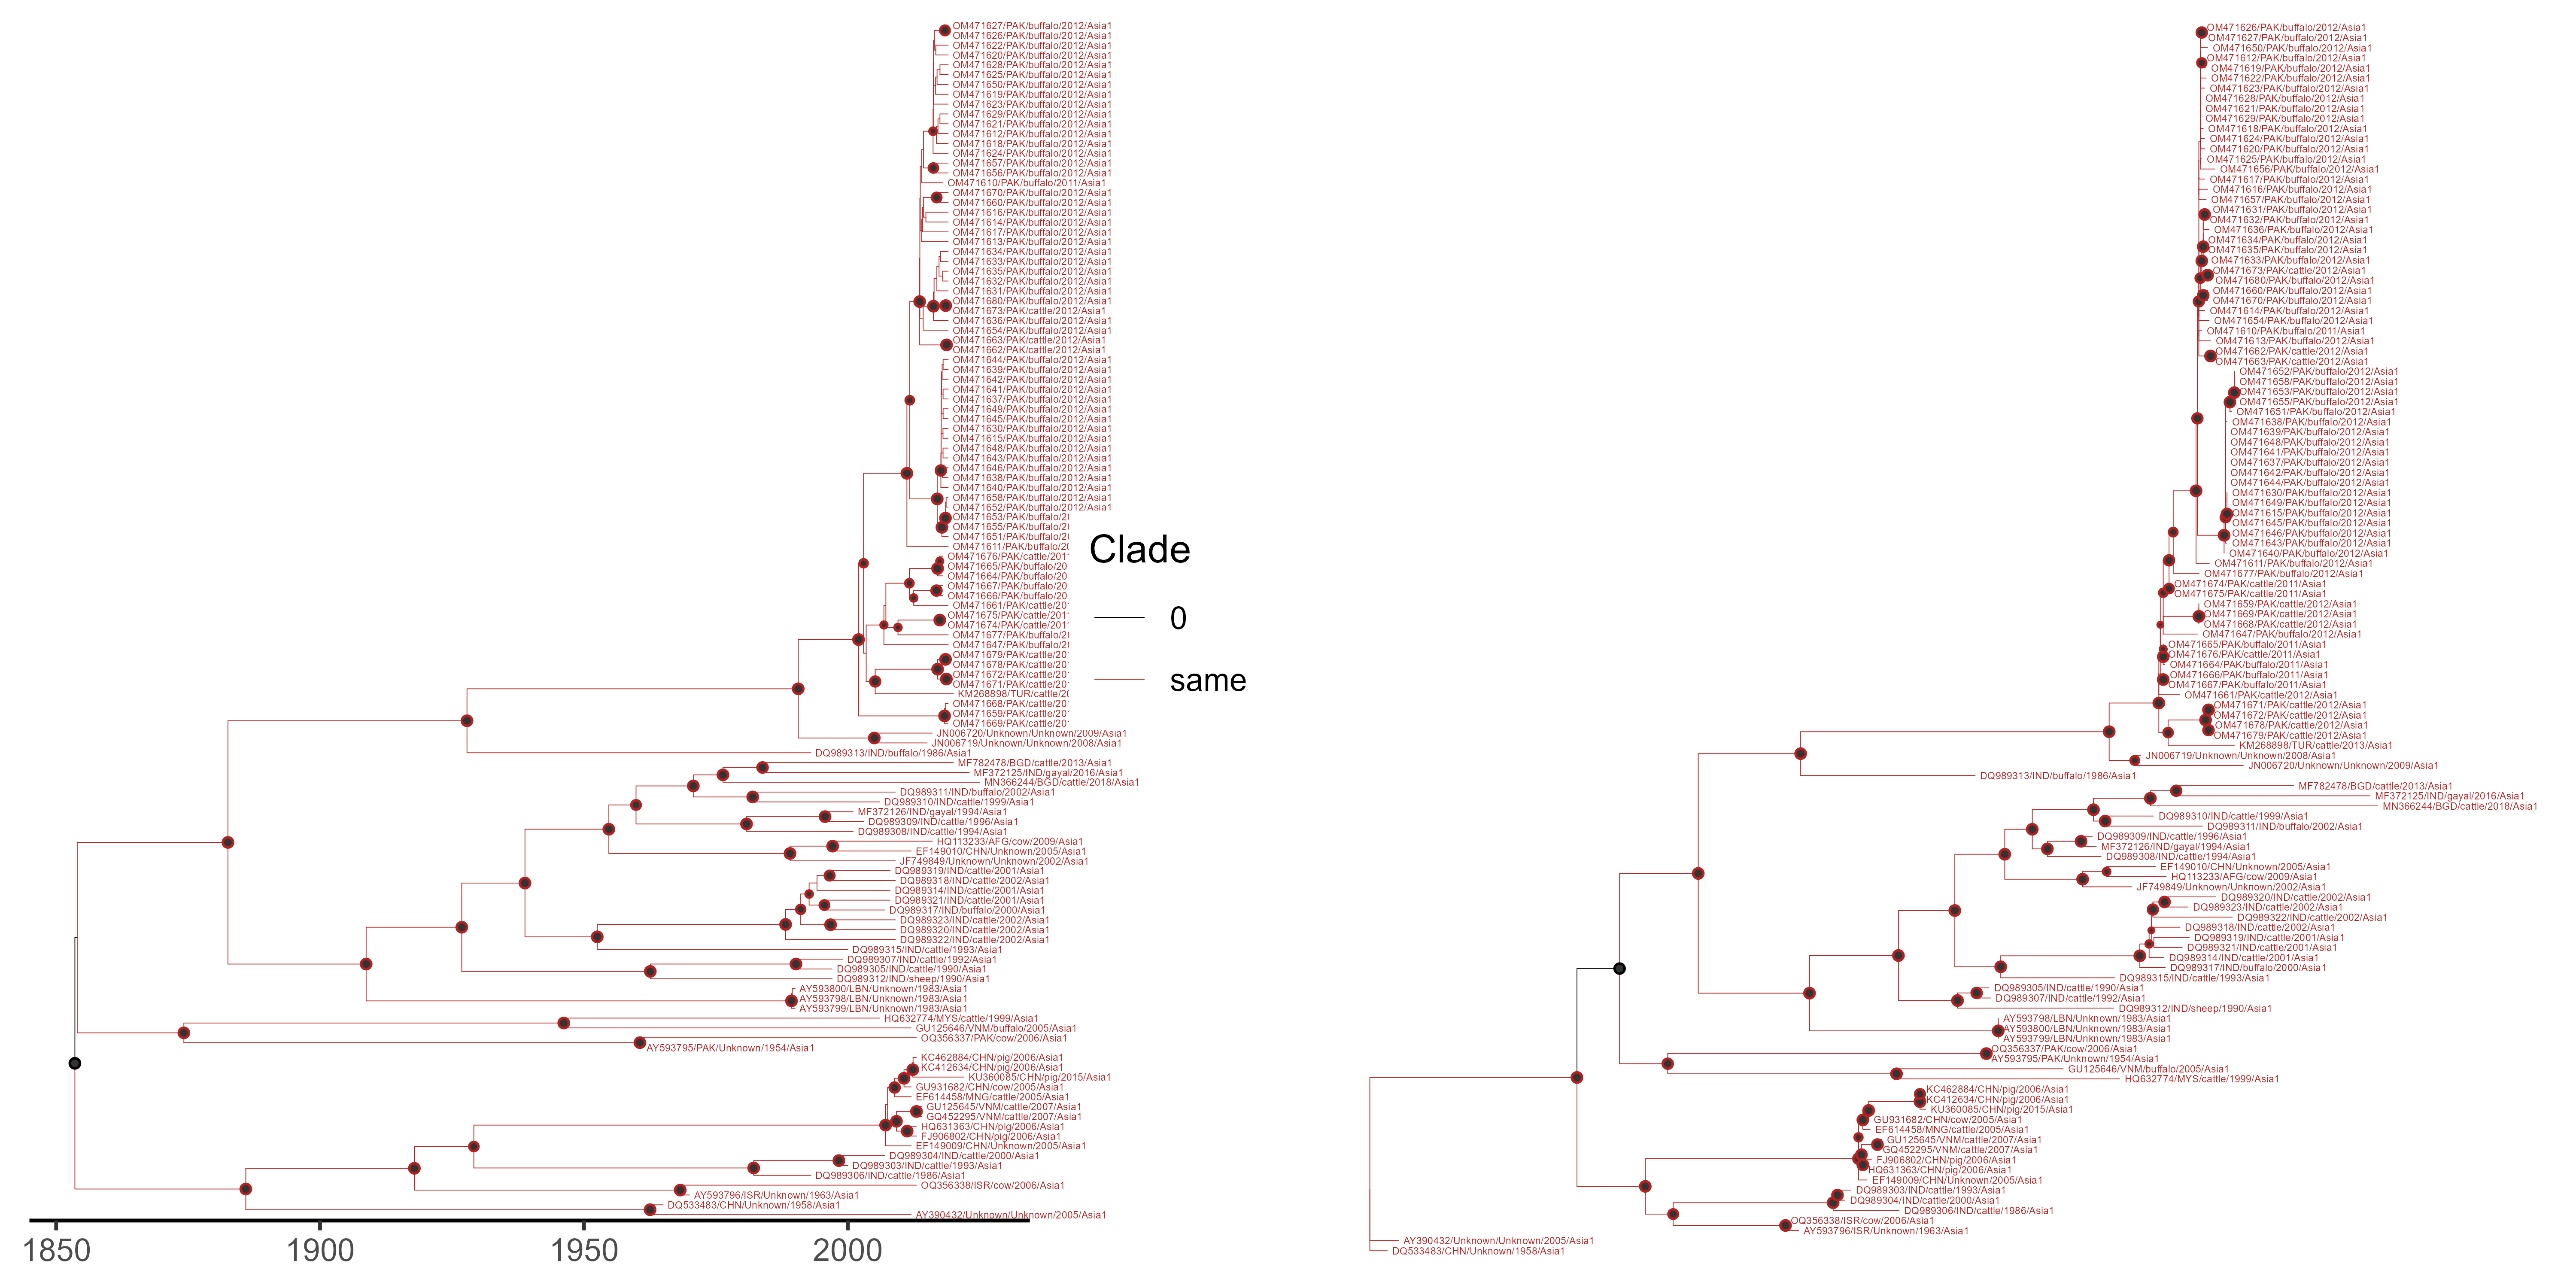 OM471627/PAK/buffalo/2012/Asia1
OM471626/PAK/buffalo/2012/Asia1
OM471622/PAK/buffalo/2012/Asia1
OM471620/PAK/buffalo/2012/Asia1
OM471628/PAK/buffalo/2012/Asia1
OM471625/PAK/buffalo/2012/Asia1
OM471650/PAK/buffalo/2012/Asia1
OM471619/PAK/buffalo/2012/Asia1
OM471623/PAK/buffalo/2012/Asia1
OM471629/PAK/buffalo/2012/Asia1
OM471621/PAK/buffalo/2012/Asia1
OM471612/PAK/buffalo/2012/Asia1
OM471618/PAK/buffalo/2012/Asia1
OM471624/PAK/buffalo/2012/Asia1
OM471657/PAK/buffalo/2012/Asia1
OM471656/PAK/buffalo/2012/Asia1
OM471610/PAK/buffalo/2011/Asia1
OM471670/PAK/buffalo/2012/Asia1
OM471660/PAK/buffalo/2012/Asia1
OM471616/PAK/buffalo/2012/Asia1
OM471614/PAK/buffalo/2012/Asia1
OM471617/PAK/buffalo/2012/Asia1
OM471613/PAK/buffalo/2012/Asia1
OM471634/PAK/buffalo/2012/Asia1
OM471633/PAK/buffalo/2012/Asia1
OM471635/PAK/buffalo/2012/Asia1
OM471632/PAK/buffalo/2012/Asia1
OM471631/PAK/buffalo/2012/Asia1
OM471680/PAK/buffalo/2012/Asia1
OM471673/PAK/cattle/2012/Asia1
OM471636/PAK/buffalo/2012/Asia1
OM471654/PAK/buffalo/2012/Asia1
OM471663/PAK/cattle/2012/Asia1
OM471662/PAK/cattle/2012/Asia1
OM471644/PAK/buffalo/2012/Asia1
OM471639/PAK/buffalo/2012/Asia1
OM471642/PAK/buffalo/2012/Asia1
OM471641/PAK/buffalo/2012/Asia1
OM471637/PAK/buffalo/2012/Asia1
OM471649/PAK/buffalo/2012/Asia1
OM471645/PAK/buffalo/2012/Asia1
OM471630/PAK/buffalo/2012/Asia1
OM471615/PAK/buffalo/2012/Asia1
OM471648/PAK/buffalo/2012/Asia1
OM471643/PAK/buffalo/2012/Asia1
OM471646/PAK/buffalo/2012/Asia1
OM471638/PAK/buffalo/2012/Asia1
OM471640/PAK/buffalo/2012/Asia1
OM471658/PAK/buffalo/2012/Asia1
OM471652/PAK/buffalo/2012/Asia1
OM471653/PAK/buffalo/2
OM471655/PAK/buffalo/2
OM471651/PAK/buffalo/2
OM471611/PAK/buffalo/2
OM471676/PAK/cattle/201
OM471665/PAK/buffalo/20
OM471664/PAK/buffalo/20
OM471667/PAK/buffalo/20
OM471666/PAK/buffalo/20
OM471661/PAK/cattle/201
OM471675/PAK/cattle/201
OM471674/PAK/cattle/201
OM471677/PAK/buffalo/2
OM471647/PAK/buffalo/2
OM471679/PAK/cattle/201
OM471678/PAK/cattle/201
OM471672/PAK/cattle/20
OM471671/PAK/cattle/201
KM268898/TUR/cattle/20
OM471668/PAK/cattle/20
OM471659/PAK/cattle/20
OM471669/PAK/cattle/20
JN006720/Unknown/Unknown/2009/Asia1
JN006719/Unknown/Unknown/2008/Asia1
DQ989313/IND/buffalo/1986/Asia1
MF782478/BGD/cattle/2013/Asia1
MF372125/IND/gayal/2016/Asia1
MN366244/BGD/cattle/2018/Asia1
DQ989311/IND/buffalo/2002/Asia1
DQ989310/IND/cattle/1999/Asia1
MF372126/IND/gayal/1994/Asia1
DQ989309/IND/cattle/1996/Asia1
DQ989308/IND/cattle/1994/Asia1
HQ113233/AFG/cow/2009/Asia1
EF149010/CHN/Unknown/2005/Asia1
JF749849/Unknown/Unknown/2002/Asia1
DQ989319/IND/cattle/2001/Asia1
DQ989318/IND/cattle/2002/Asia1
DQ989314/IND/cattle/2001/Asia1
DQ989321/IND/cattle/2001/Asia1
DQ989317/IND/buffalo/2000/Asia1
DQ989323/IND/cattle/2002/Asia1
DQ989320/IND/cattle/2002/Asia1
DQ989322/IND/cattle/2002/Asia1
DQ989315/IND/cattle/1993/Asia1
DQ989307/IND/cattle/1992/Asia1
DQ989305/IND/cattle/1990/Asia1
DQ989312/IND/sheep/1990/Asia1
AY593800/LBN/Unknown/1983/Asia1
AY593798/LBN/Unknown/1983/Asia1
AY593799/LBN/Unknown/1983/Asia1
HQ632774/MYS/cattle/1999/Asia1
GU125646/VNM/buffalo/2005/Asia1
OQ356337/PAK/cow/2006/Asia1
AY593795/PAK/Unknown/1954/Asia1
KC462884/CHN/pig/2006/Asia1
KC412634/CHN/pig/2006/Asia1
KU360085/CHN/pig/2015/Asia1
GU931682/CHN/cow/2005/Asia1
EF614458/MNG/cattle/2005/Asia1
GU125645/VNM/cattle/2007/Asia1
GQ452295/VNM/cattle/2007/Asia1
HQ631363/CHN/pig/2006/Asia1
FJ906802/CHN/pig/2006/Asia1
EF149009/CHN/Unknown/2005/Asia1
DQ989304/IND/cattle/2000/Asia1
DQ989303/IND/cattle/1993/Asia1
DQ989306/IND/cattle/1986/Asia1
OQ356338/ISR/cow/2006/Asia1
AY593796/ISR/Unknown/1963/Asia1
DQ533483/CHN/Unknown/1958/Asia1
AY390432/Unknown/Unknown/2005/Asia1
1850 1900 1950 2000
Clade
0
same
OM471626/PAK/buffalo/2012/Asia1
OM471627/PAK/buffalo/2012/Asia1
OM471650/PAK/buffalo/2012/Asia1
OM471612/PAK/buffalo/2012/Asia1
OM471619/PAK/buffalo/2012/Asia1
OM471622/PAK/buffalo/2012/Asia1
OM471623/PAK/buffalo/2012/Asia1
OM471628/PAK/buffalo/2012/Asia1
OM471621/PAK/buffalo/2012/Asia1
OM471629/PAK/buffalo/2012/Asia1
OM471618/PAK/buffalo/2012/Asia1
OM471624/PAK/buffalo/2012/Asia1
OM471620/PAK/buffalo/2012/Asia1
OM471625/PAK/buffalo/2012/Asia1
OM471656/PAK/buffalo/2012/Asia1
OM471617/PAK/buffalo/2012/Asia1
OM471616/PAK/buffalo/2012/Asia1
OM471657/PAK/buffalo/2012/Asia1
OM471631/PAK/buffalo/2012/Asia1
OM471632/PAK/buffalo/2012/Asia1
OM471636/PAK/buffalo/2012/Asia1
OM471634/PAK/buffalo/2012/Asia1
OM471635/PAK/buffalo/2012/Asia1
OM471633/PAK/buffalo/2012/Asia1
OM471673/PAK/cattle/2012/Asia1
OM471680/PAK/buffalo/2012/Asia1
OM471660/PAK/buffalo/2012/Asia1
OM471670/PAK/buffalo/2012/Asia1
OM471614/PAK/buffalo/2012/Asia1
OM471654/PAK/buffalo/2012/Asia1
OM471610/PAK/buffalo/2011/Asia1
OM471613/PAK/buffalo/2012/Asia1
OM471662/PAK/cattle/2012/Asia1
OM471663/PAK/cattle/2012/Asia1
OM471652/PAK/buffalo/2012/Asia1
OM471658/PAK/buffalo/2012/Asia1
OM471653/PAK/buffalo/2012/Asia1
OM471655/PAK/buffalo/2012/Asia1
OM471651/PAK/buffalo/2012/Asia1
OM471638/PAK/buffalo/2012/Asia1
OM471639/PAK/buffalo/2012/Asia1
OM471648/PAK/buffalo/2012/Asia1
OM471641/PAK/buffalo/2012/Asia1
OM471637/PAK/buffalo/2012/Asia1
OM471642/PAK/buffalo/2012/Asia1
OM471644/PAK/buffalo/2012/Asia1
OM471630/PAK/buffalo/2012/Asia1
OM471649/PAK/buffalo/2012/Asia1
OM471615/PAK/buffalo/2012/Asia1
OM471645/PAK/buffalo/2012/Asia1
OM471646/PAK/buffalo/2012/Asia1
OM471643/PAK/buffalo/2012/Asia1
OM471640/PAK/buffalo/2012/Asia1
OM471611/PAK/buffalo/2012/Asia1
OM471677/PAK/buffalo/2012/Asia1
OM471674/PAK/cattle/2011/Asia1
OM471675/PAK/cattle/2011/Asia1
OM471659/PAK/cattle/2012/Asia1
OM471669/PAK/cattle/2012/Asia1
OM471668/PAK/cattle/2012/Asia1
OM471647/PAK/buffalo/2012/Asia1
OM471665/PAK/buffalo/2011/Asia1
OM471676/PAK/cattle/2011/Asia1
OM471664/PAK/buffalo/2011/Asia1
OM471666/PAK/buffalo/2011/Asia1
OM471667/PAK/buffalo/2011/Asia1
OM471661/PAK/cattle/2012/Asia1
OM471671/PAK/cattle/2012/Asia1
OM471672/PAK/cattle/2012/Asia1
OM471678/PAK/cattle/2012/Asia1
OM471679/PAK/cattle/2012/Asia1
KM268898/TUR/cattle/2013/Asia1
JN006719/Unknown/Unknown/2008/Asia1
JN006720/Unknown/Unknown/2009/Asia1
DQ989313/IND/buffalo/1986/Asia1
MF782478/BGD/cattle/2013/Asia1
MF372125/IND/gayal/2016/Asia1
MN366244/BGD/cattle/2018/Asia1
DQ989310/IND/cattle/1999/Asia1
DQ989311/IND/buffalo/2002/Asia1
DQ989309/IND/cattle/1996/Asia1
MF372126/IND/gayal/1994/Asia1
DQ989308/IND/cattle/1994/Asia1
EF149010/CHN/Unknown/2005/Asia1
HQ113233/AFG/cow/2009/Asia1
JF749849/Unknown/Unknown/2002/Asia1
DQ989320/IND/cattle/2002/Asia1
DQ989323/IND/cattle/2002/Asia1
DQ989322/IND/cattle/2002/Asia1
DQ989318/IND/cattle/2002/Asia1
DQ989319/IND/cattle/2001/Asia1
DQ989321/IND/cattle/2001/Asia1
DQ989314/IND/cattle/2001/Asia1
DQ989317/IND/buffalo/2000/Asia1
DQ989315/IND/cattle/1993/Asia1
DQ989305/IND/cattle/1990/Asia1
DQ989307/IND/cattle/1992/Asia1
DQ989312/IND/sheep/1990/Asia1
AY593798/LBN/Unknown/1983/Asia1
AY593800/LBN/Unknown/1983/Asia1
AY593799/LBN/Unknown/1983/Asia1
OQ356337/PAK/cow/2006/Asia1
AY593795/PAK/Unknown/1954/Asia1
GU125646/VNM/buffalo/2005/Asia1
HQ632774/MYS/cattle/1999/Asia1
KC462884/CHN/pig/2006/Asia1
KC412634/CHN/pig/2006/Asia1
KU360085/CHN/pig/2015/Asia1
GU931682/CHN/cow/2005/Asia1
EF614458/MNG/cattle/2005/Asia1
GU125645/VNM/cattle/2007/Asia1
GQ452295/VNM/cattle/2007/Asia1
FJ906802/CHN/pig/2006/Asia1
HQ631363/CHN/pig/2006/Asia1
EF149009/CHN/Unknown/2005/Asia1
DQ989303/IND/cattle/1993/Asia1
DQ989304/IND/cattle/2000/Asia1
DQ989306/IND/cattle/1986/Asia1
OQ356338/ISR/cow/2006/Asia1
AY593796/ISR/Unknown/1963/Asia1
AY390432/Unknown/Unknown/2005/Asia1
DQ533483/CHN/Unknown/1958/Asia1